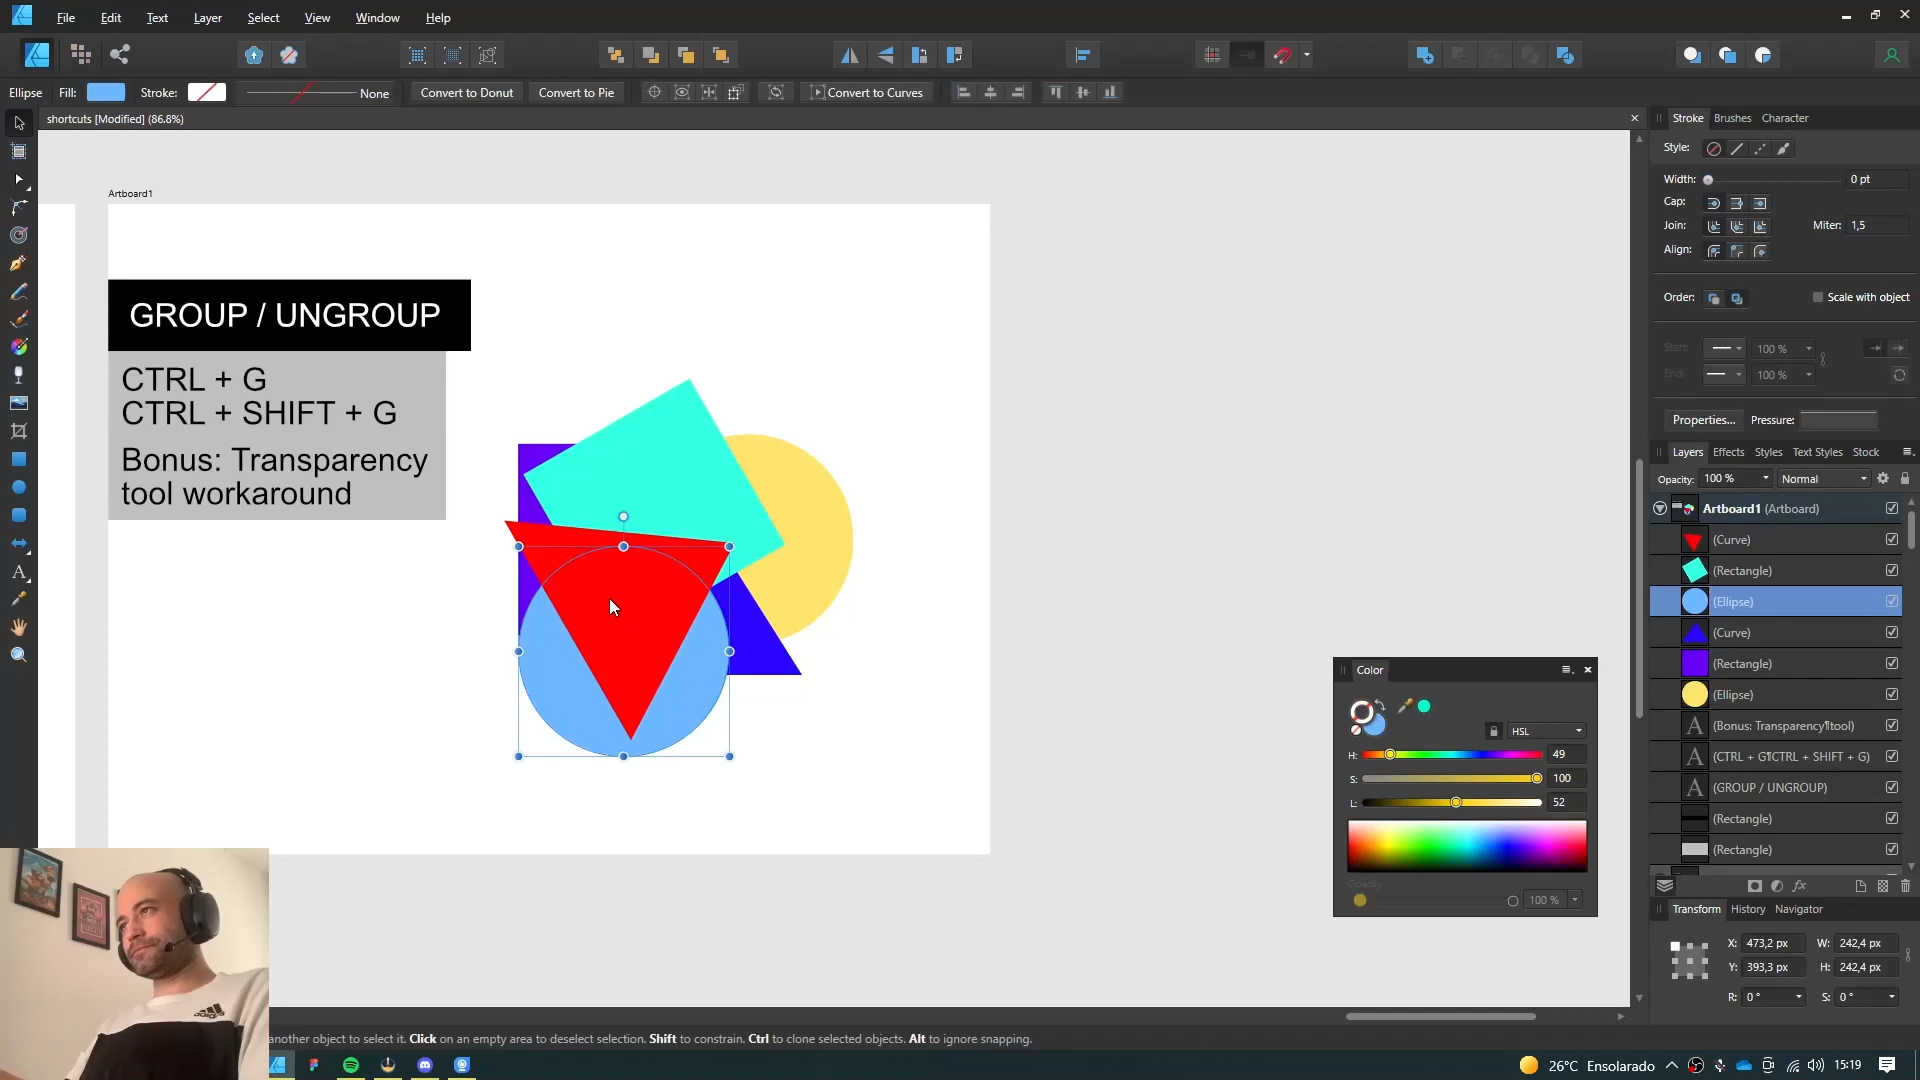 File Edit Text Layer Select View Window Help
Ellipse Fill: Stroke: None Convert to Donut Convert to Pie Convert to Curves
shortcuts [Modified] (86.8%)
Artboard1
GROUP / UNGROUP
CTRL + G
CTRL + SHIFT + G
Bonus: Transparency
tool workaround
Stroke Brushes Character
Style:
Width: 0 pt
Cap:
Join: Miter: 1,5
Align:
Order: Scale with object
Start: 100 %
End: 100 %
Properties... Pressure:
Layers Effects Styles Text Styles Stock
Opacity: 100 % Normal
Artboard1 (Artboard)
(Curve)
(Rectangle)
(Ellipse)
(Curve)
(Rectangle)
(Ellipse)
(Bonus: Transparency¶tool)
(CTRL + G¶CTRL + SHIFT + G)
(GROUP / UNGROUP)
(Rectangle)
(Rectangle)
Color
HSL
H: 49
S: 100
L: 52
Opacity
100 %
Transform History Navigator
X: 473,2 px W: 242,4 px
Y: 393,3 px H: 242,4 px
R: 0 ° S: 0 °
another object to select it. Click on an empty area to deselect selection. Shift to constrain. Ctrl to clone selected objects. Alt to ignore snapping.
26°C Ensolarado 15:19